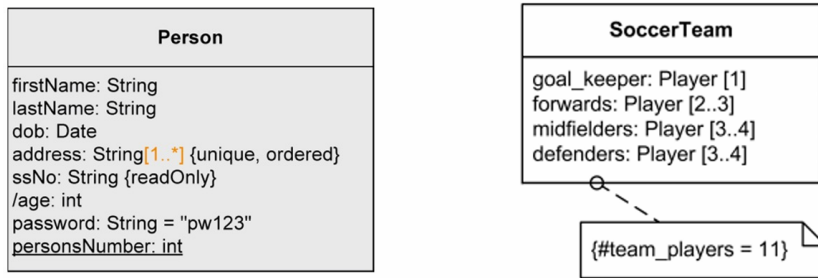 Person
firstName: String
lastName: String
dob: Date
address: String[1..*] {unique, ordered}
ssNo: String {readOnly}
/age: int
password: String = "pw123"
personsNumber: int
SoccerTeam
goal_keeper: Player [1]
forwards: Player [2..3]
midfielders: Player [3..4]
defenders: Player [3..4]
{#team_players = 11}